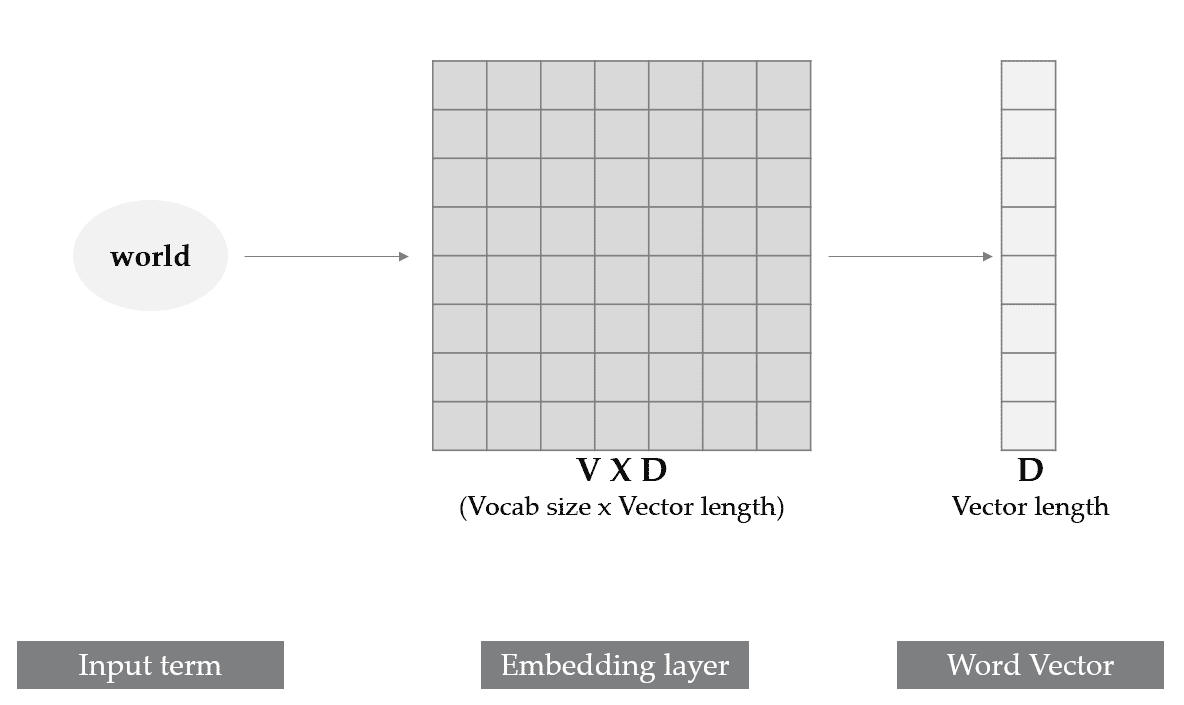 world
V X D
(Vocab size x Vector length)
D
Vector length
Input term
Embedding layer
Word Vector